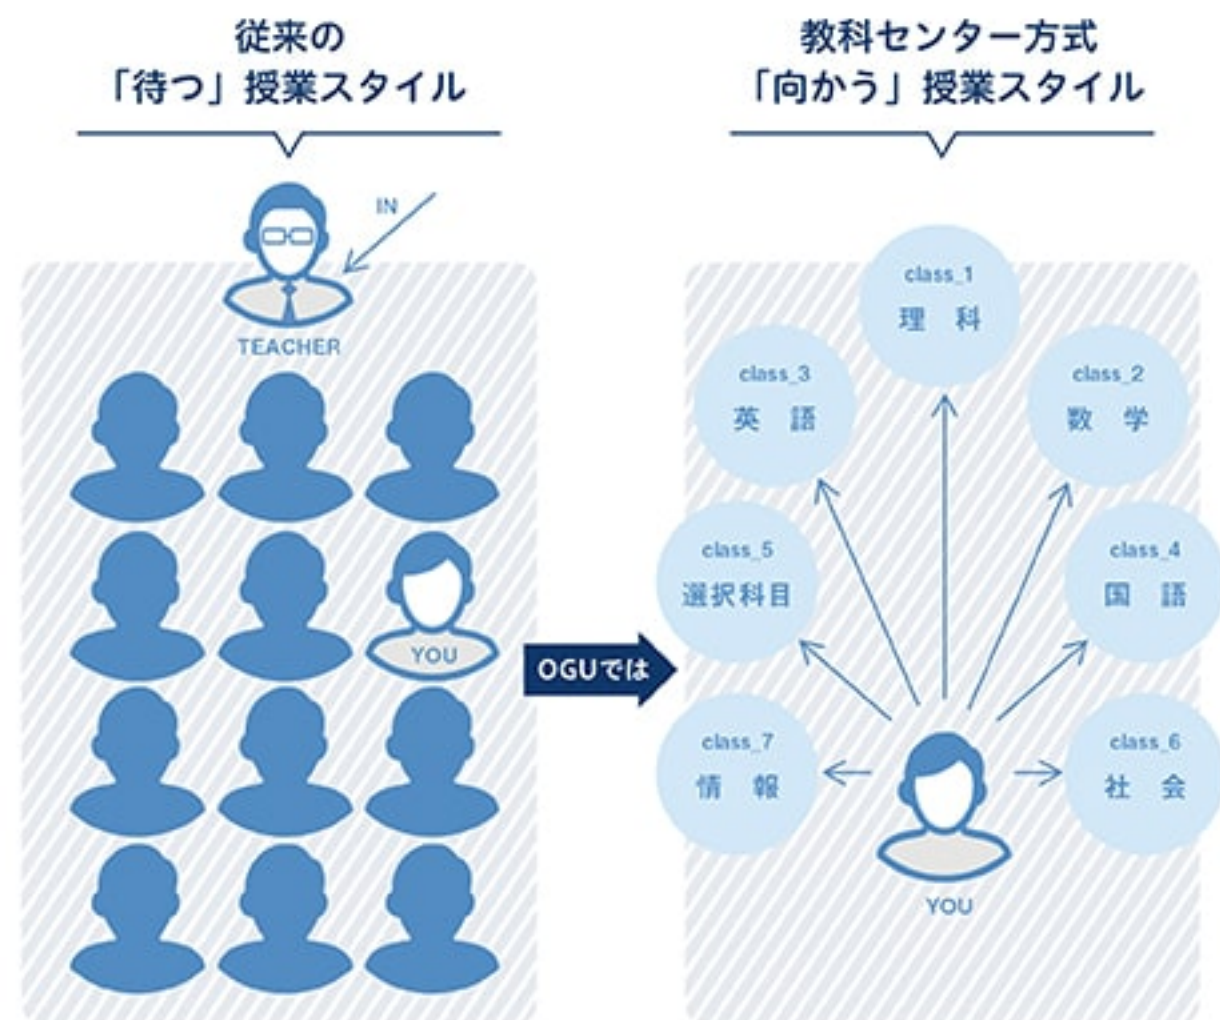 従来の
「待つ」授業スタイル
IN
TEACHER
YOU
OGUでは
教科センター方式
「向かう」授業スタイル
class_1
理　科
class_3
英　語
class_2
数　学
class_5
選択科目
class_4
国　語
class_7
情　報
class_6
社　会
YOU